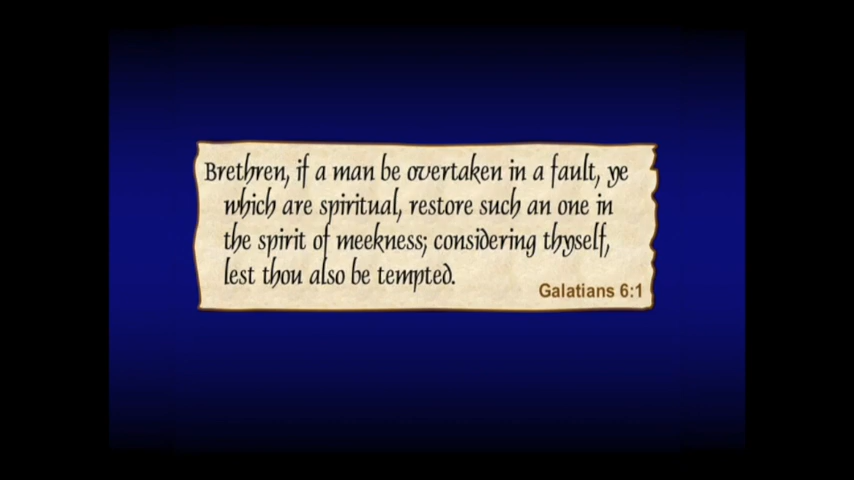 Brethren, if a man be overtaken in a fault, ye
which are spiritual, restore such an one in
the spirit of meekness; considering thyself,
lest thou also be tempted.
Galatians 6:1